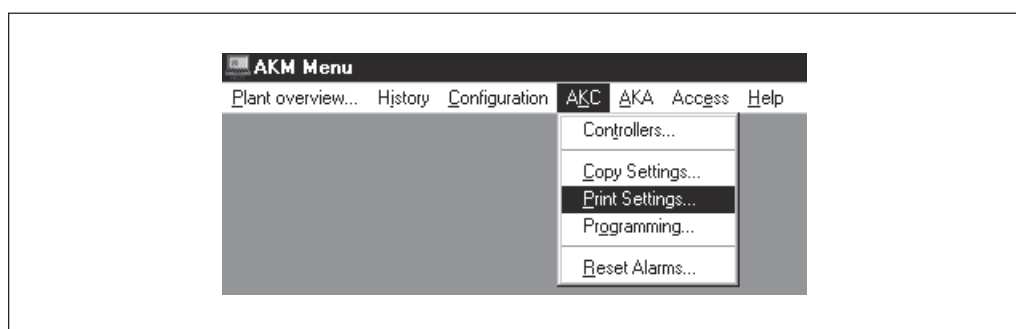 AKM Menu
Plant overview... History Configuration AKC AKA Access Help
Controllers...
Copy Settings...
Print Settings...
Programming...
Reset Alarms...